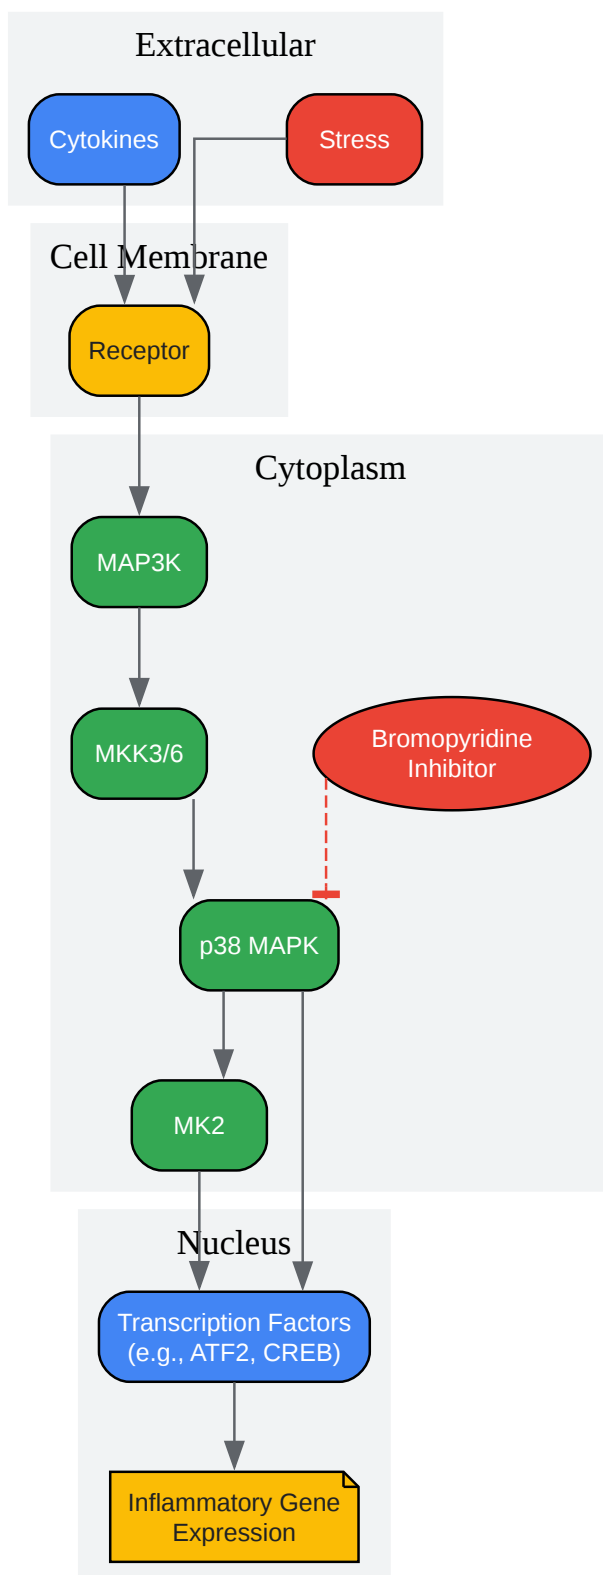 Extracellular
Cytokines
Stress
Cell Membrane
Receptor
Cytoplasm
MAP3K
MKK3/6
Bromopyridine
Inhibitor
p38 MAPK
MK2
Nucleus
Transcription Factors
(e.g., ATF2, CREB)
Inflammatory Gene
Expression